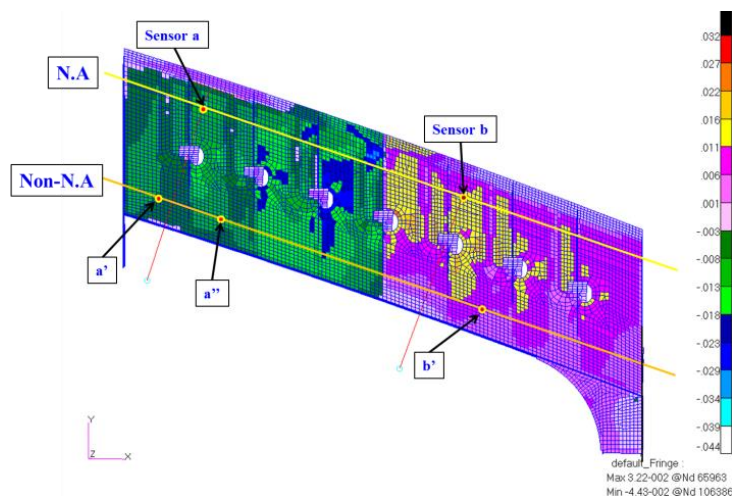 Sensor a
N.A
Sensor b
Non-N.A
a'
a''
b'
Y
Z
X
.032
.027
.022
.016
.011
.006
.001
-.003
-.008
-.013
-.018
-.023
-.029
-.034
-.039
-.044
default_Fringe :
Max 3.22-002 @Nd 65963
Min -4.43-002 @Nd 106386